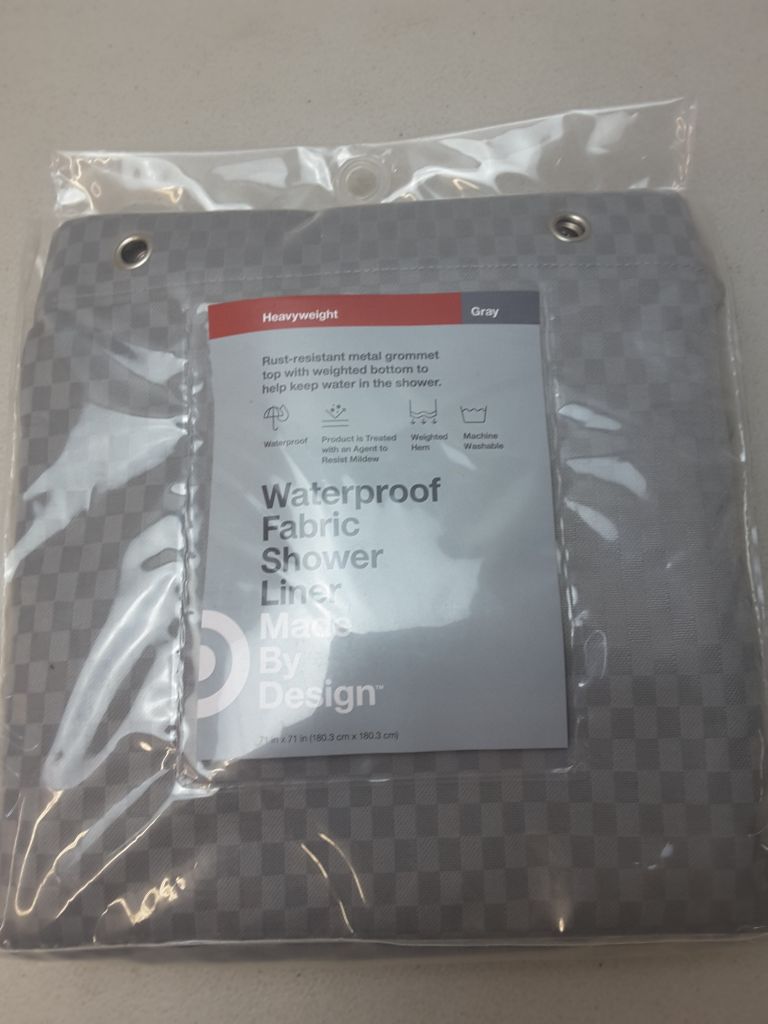 Heavyweight
Gray
Rust-resistant metal grommet
top with weighted bottom to
help keep water in the shower.
Waterproof
Product is Treated
with an Agent to
Resist Mildew
Weighted
Hem
Machine
Washable
Waterproof
Fabric
Shower
Liner
Made
By
Design™
71 in x 71 in (180.3 cm x 180.3 cm)